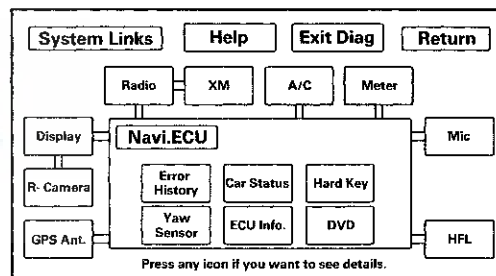 System Links
Help
Exit Diag
Return
Radio
XM
A/C
Meter
Display
Navi.ECU
Mic
Error
History
Car Status
Hard Key
R- Camera
Yaw
Sensor
ECU Info.
DVD
GPS Ant.
HFL
Press any icon if you want to see details.